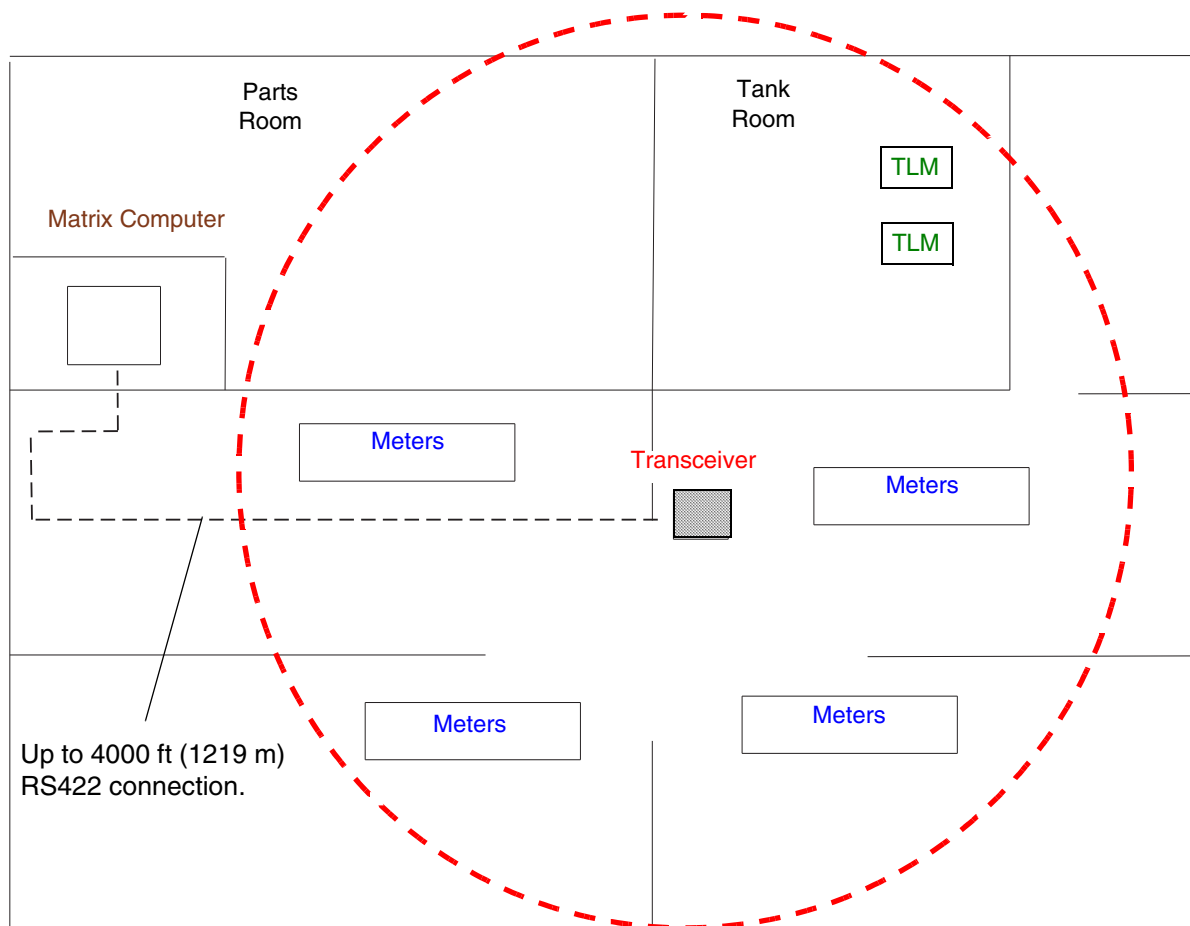 Parts
Room
Tank
Room
TLM
Matrix Computer
TLM
Meters
Transceiver
Meters
Meters
Meters
Up to 4000 ft (1219 m)
RS422 connection.